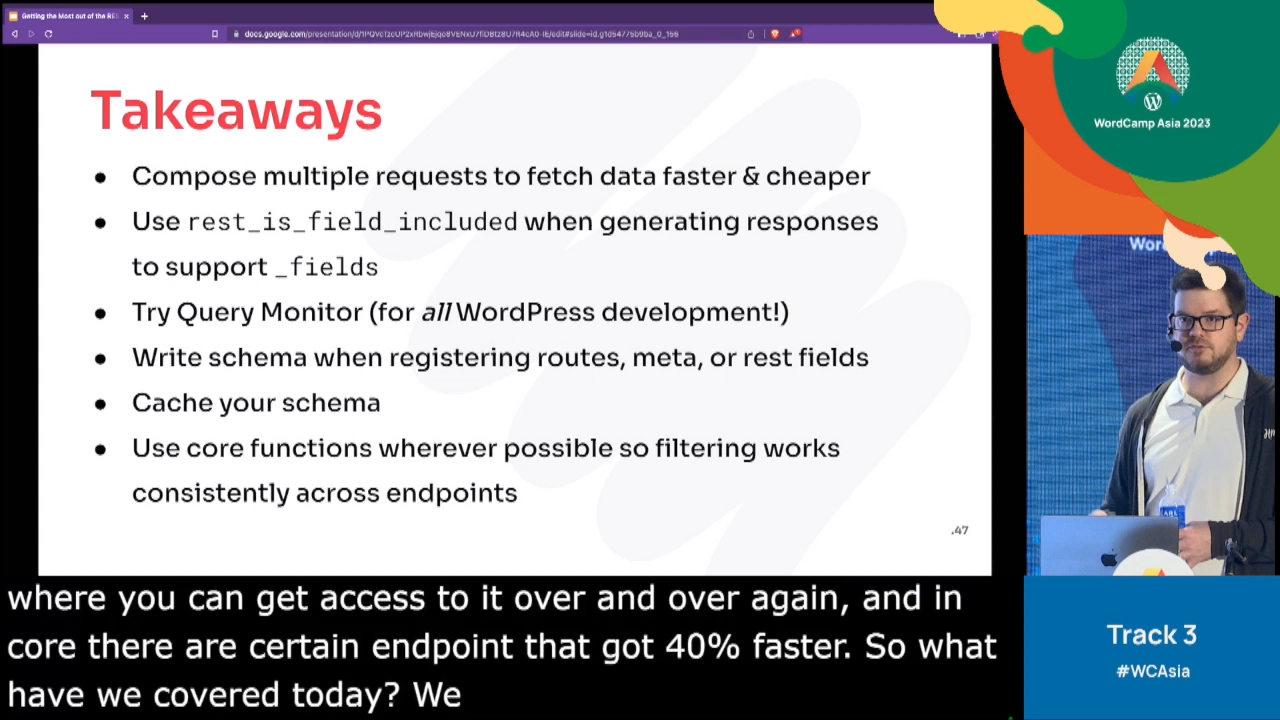 Getting the Most out of the RES
docs.google.com/presentation/d/
Takeaways
● Compose multiple requests to fetch data faster & cheaper
● Use rest_is_field_included when generating responses
to support _fields
● Try Query Monitor (for all WordPress development!)
● Write schema when registering routes, meta, or rest fields
● Cache your schema
● Use core functions wherever possible so filtering works
consistently across endpoints
.47
where you can get access to it over and over again, and in
core there are certain endpoint that got 40% faster. So what
have we covered today? We
WordCamp Asia 2023
Wor
Track 3
#WCAsia